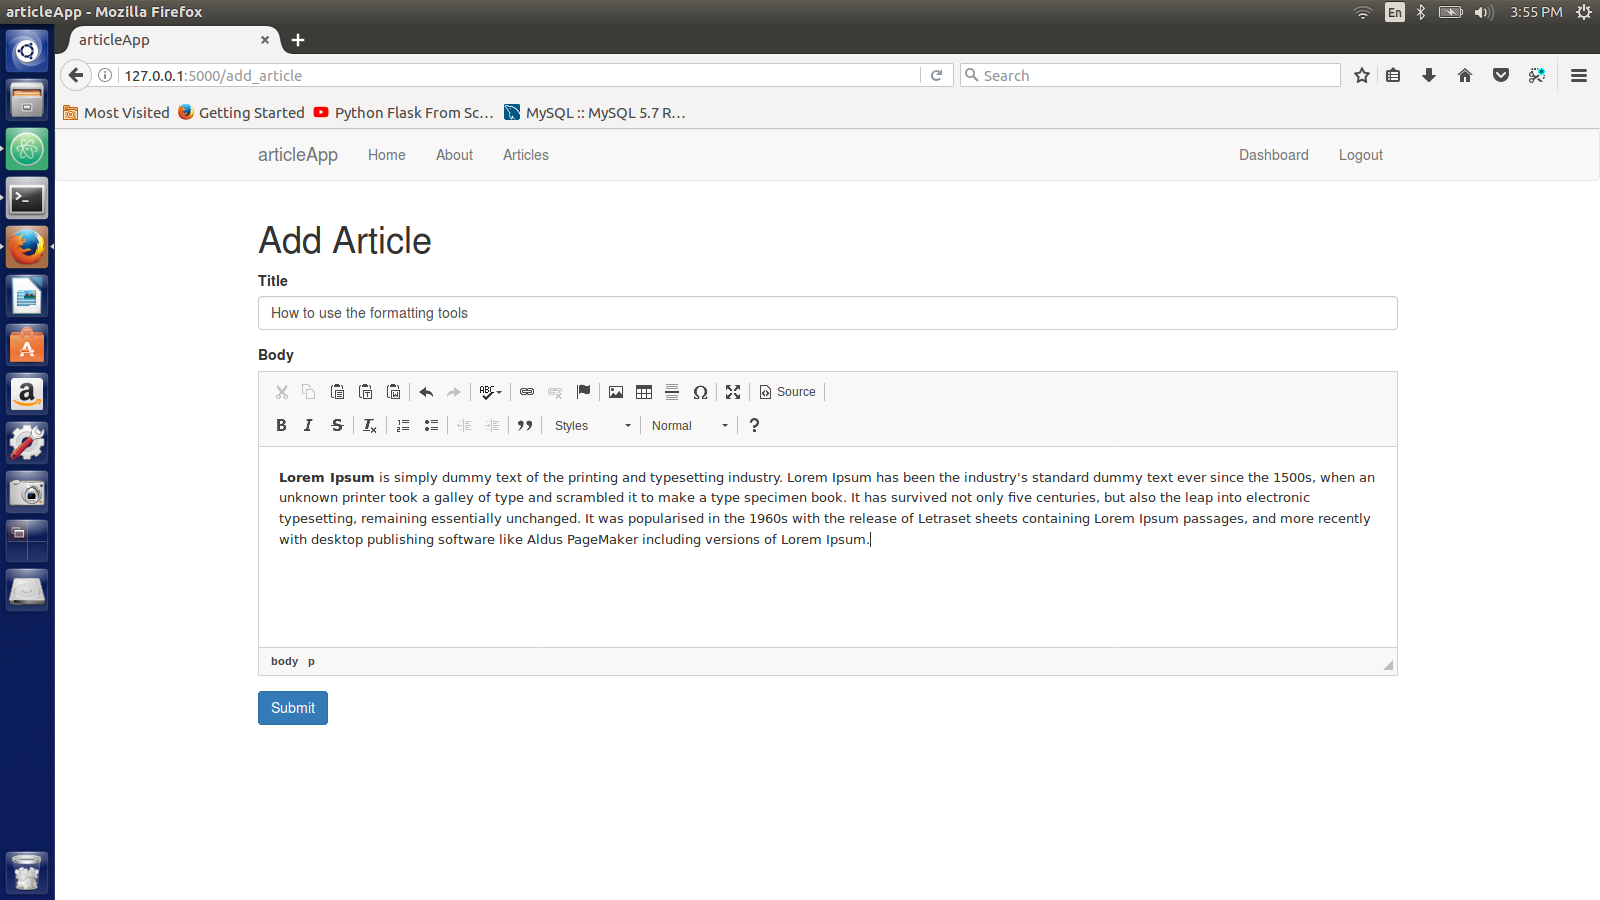 articleApp - Mozilla Firefox
En
3:55 PM
articleApp
127.0.0.1:5000/add_article
Search
Most Visited
Getting Started
Python Flask From Sc...
MySQL :: MySQL 5.7 R...
articleApp
Home
About
Articles
Dashboard
Logout
Add Article
Title
How to use the formatting tools
Body
ABC
Ω
Source
B
I
S
Tx
Styles
Normal
?
Lorem Ipsum is simply dummy text of the printing and typesetting industry. Lorem Ipsum has been the industry's standard dummy text ever since the 1500s, when an
unknown printer took a galley of type and scrambled it to make a type specimen book. It has survived not only five centuries, but also the leap into electronic
typesetting, remaining essentially unchanged. It was popularised in the 1960s with the release of Letraset sheets containing Lorem Ipsum passages, and more recently
with desktop publishing software like Aldus PageMaker including versions of Lorem Ipsum.
body p
Submit